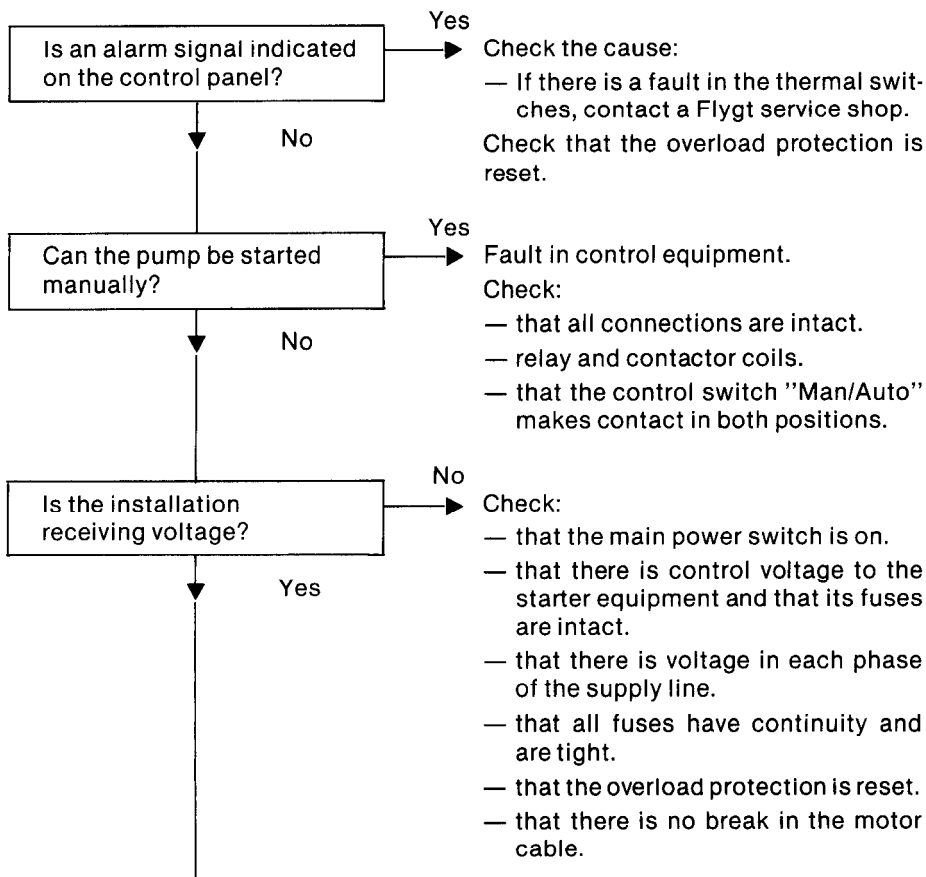 Yes
Is an alarm signal indicated
on the control panel?
Check the cause:
— If there is a fault in the thermal swit-
ches, contact a Flygt service shop.
Check that the overload protection is
reset.
No
Yes
Can the pump be started
manually?
Fault in control equipment.
Check:
— that all connections are intact.
— relay and contactor coils.
— that the control switch "Man/Auto"
makes contact in both positions.
No
No
Is the installation
receiving voltage?
Check:
— that the main power switch is on.
— that there is control voltage to the
starter equipment and that its fuses
are intact.
— that there is voltage in each phase
of the supply line.
— that all fuses have continuity and
are tight.
— that the overload protection is reset.
— that there is no break in the motor
cable.
Yes